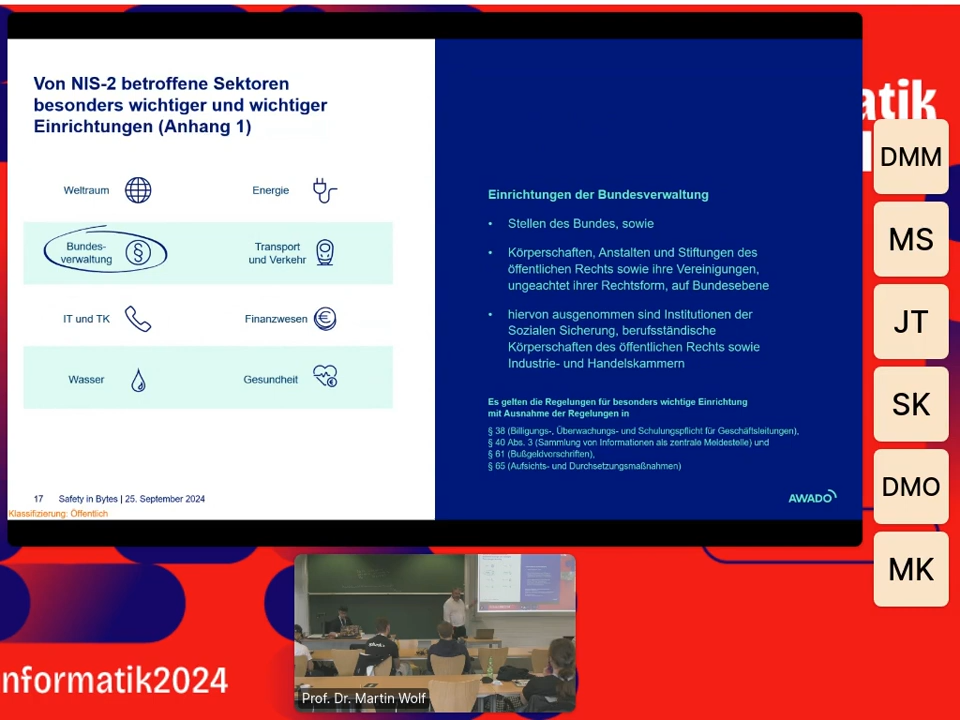 Von NIS-2 betroffene Sektoren
besonders wichtiger und wichtiger
Einrichtungen (Anhang 1)
Weltraum
Energie
Bundes-
verwaltung
§
Transport
und Verkehr
IT und TK
Finanzwesen
€
Wasser
Gesundheit
€
17 Safety in Bytes | 25. September 2024
Klassifizierung: Öffentlich
Einrichtungen der Bundesverwaltung
• Stellen des Bundes, sowie
• Körperschaften, Anstalten und Stiftungen des
öffentlichen Rechts sowie ihre Vereinigungen,
ungeachtet ihrer Rechtsform, auf Bundesebene
• hiervon ausgenommen sind Institutionen der
Sozialen Sicherung, berufsständische
Körperschaften des öffentlichen Rechts sowie
Industrie- und Handelskammern
Es gelten die Regelungen für besonders wichtige Einrichtung
mit Ausnahme der Regelungen in
§ 38 (Billigungs-, Überwachungs- und Schulungspflicht für Geschäftsleitungen),
§ 40 Abs. 3 (Sammlung von Informationen als zentrale Meldestelle) und
§ 61 (Bußgeldvorschriften),
§ 65 (Aufsichts- und Durchsetzungsmaßnahmen)
AWADO
atik
DMM
MS
JT
SK
DMO
MK
Prof. Dr. Martin Wolf
nformatik2024